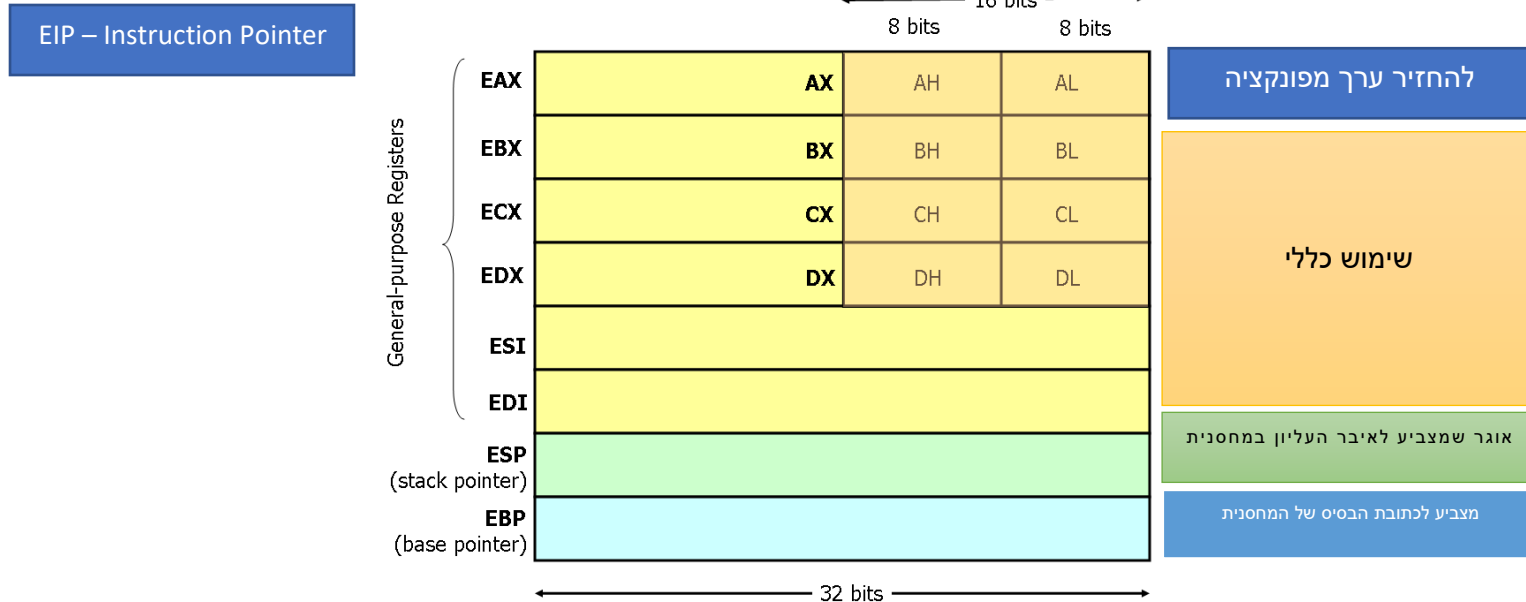 16 bits
EIP – Instruction Pointer
8 bits 8 bits
General-purpose Registers
EAX AX AH AL להחזיר ערך מפונקציה
EBX BX BH BL
ECX CX CH CL
שימוש כללי
EDX DX DH DL
ESI
EDI
ESP
(stack pointer)
אוגר שמצביע לאיבר העליון במחסנית
EBP
(base pointer)
מצביע לכתובת הבסיס של המחסנית
32 bits